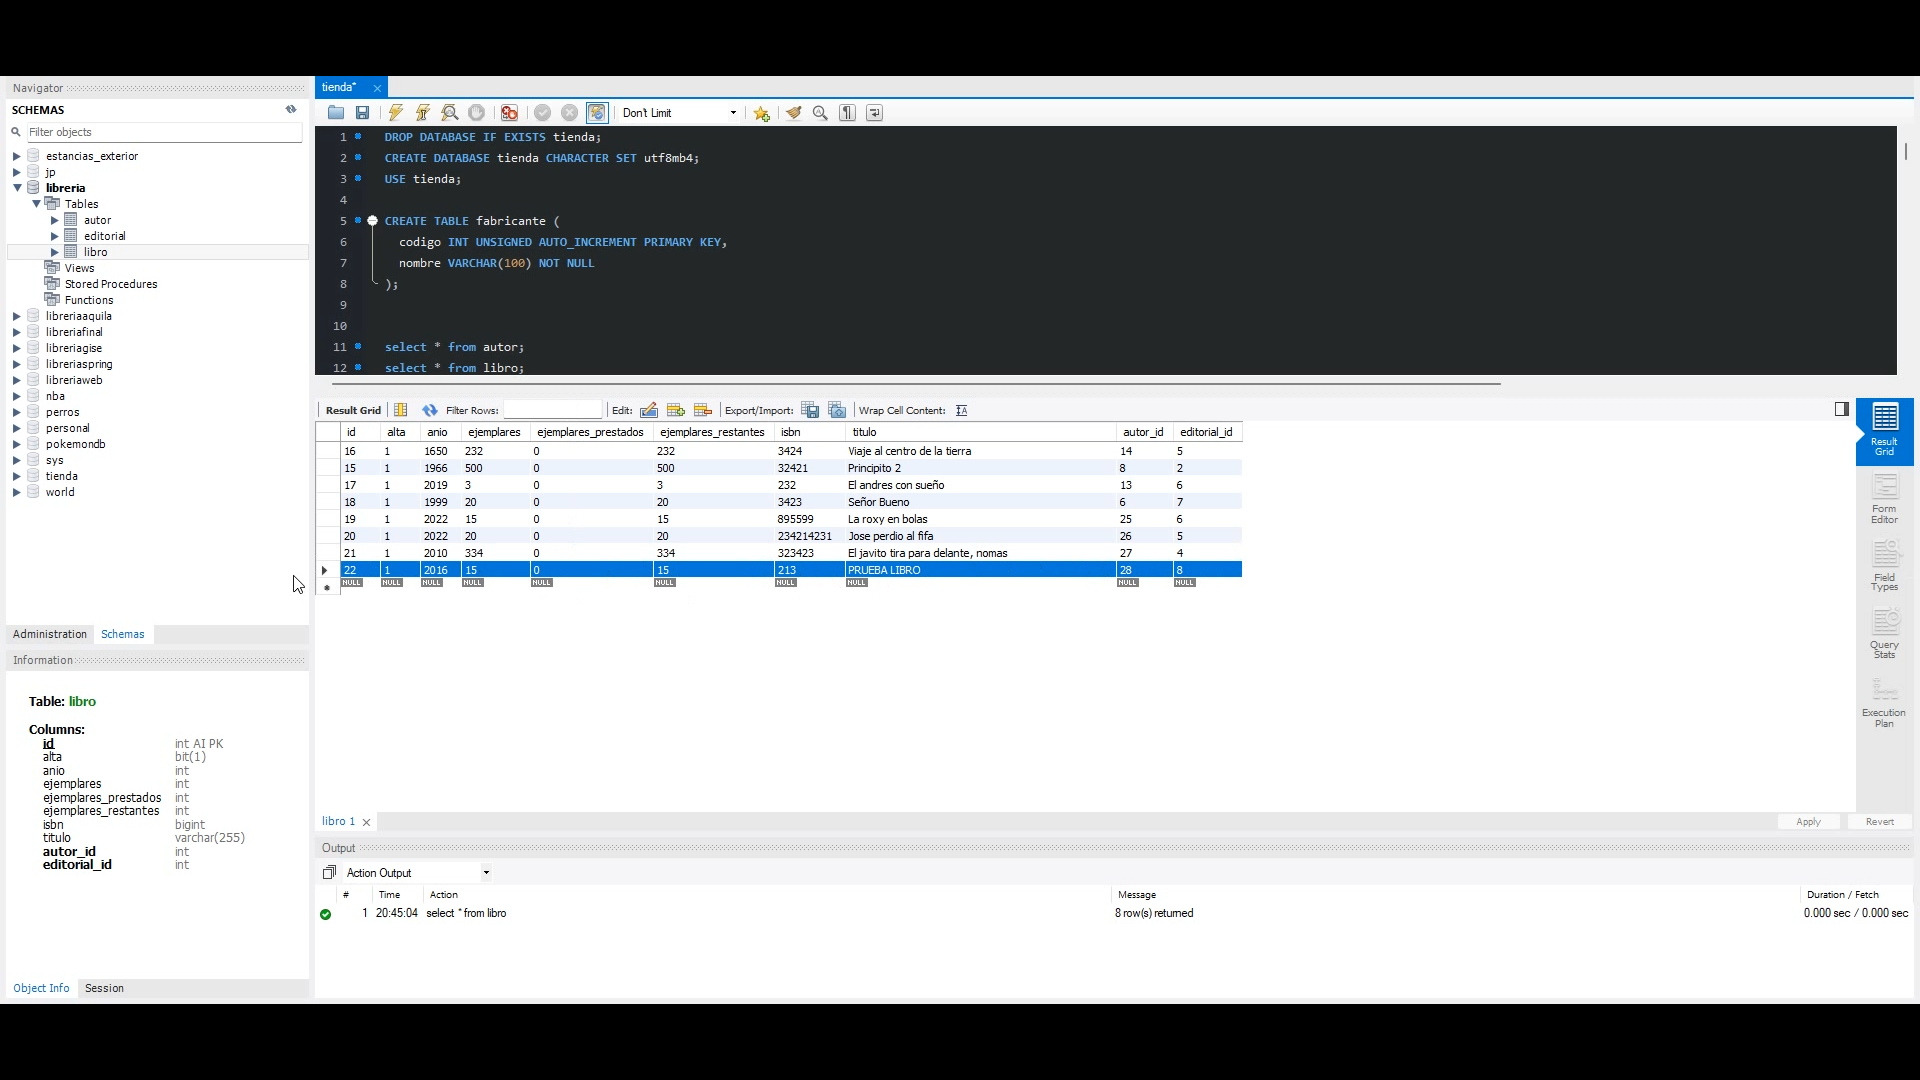 Navigator
SCHEMAS
Filter objects
estancias_exterior
jp
libreria
Tables
autor
editorial
libro
Views
Stored Procedures
Functions
libreriaaquila
libreriafinal
libreriagise
libreriaspring
libreriaweb
nba
perros
personal
pokemondb
sys
tienda
world
Administration Schemas
Information
Table: libro
Columns:
id int AI PK
alta bit(1)
anio int
ejemplares int
ejemplares_prestados int
ejemplares_restantes int
isbn bigint
titulo varchar(255)
autor_id int
editorial_id int
Object Info Session
tienda*
Don't Limit
1 DROP DATABASE IF EXISTS tienda;
2 CREATE DATABASE tienda CHARACTER SET utf8mb4;
3 USE tienda;
4
5 CREATE TABLE fabricante (
6 codigo INT UNSIGNED AUTO_INCREMENT PRIMARY KEY,
7 nombre VARCHAR(100) NOT NULL
8 );
9
10
11 select * from autor;
12 select * from libro;
Result Grid Filter Rows: Edit: Export/Import: Wrap Cell Content:
id alta anio ejemplares ejemplares_prestados ejemplares_restantes isbn titulo autor_id editorial_id
16 1 1650 232 0 232 3424 Viaje al centro de la tierra 14 5
15 1 1966 500 0 500 32421 Principito 2 8 2
17 1 2019 3 0 3 232 El andres con sueño 13 6
18 1 1999 20 0 20 3423 Señor Bueno 6 7
19 1 2022 15 0 15 895599 La roxy en bolas 25 6
20 1 2022 20 0 20 234214231 Jose perdio al fifa 26 5
21 1 2010 334 0 334 323423 El javito tira para delante, nomas 27 4
22 1 2016 15 0 15 213 PRUEBA LIBRO 28 8
NULL NULL NULL NULL NULL NULL NULL NULL NULL NULL
Result Grid
Form Editor
Field Types
Query Stats
Execution Plan
libro 1
Apply Revert
Output
Action Output
# Time Action Message Duration / Fetch
1 20:45:04 select * from libro 8 row(s) returned 0.000 sec / 0.000 sec